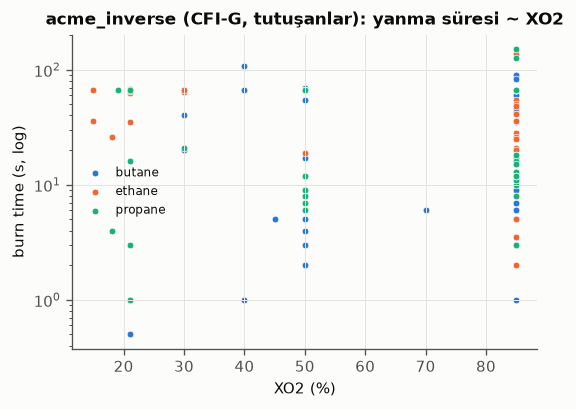 acme_inverse (CFI-G, tutuşanlar): yanma süresi ~ XO2
burn time (s, log)
10²
10¹
10⁰
butane
ethane
propane
20 30 40 50 60 70 80
XO2 (%)